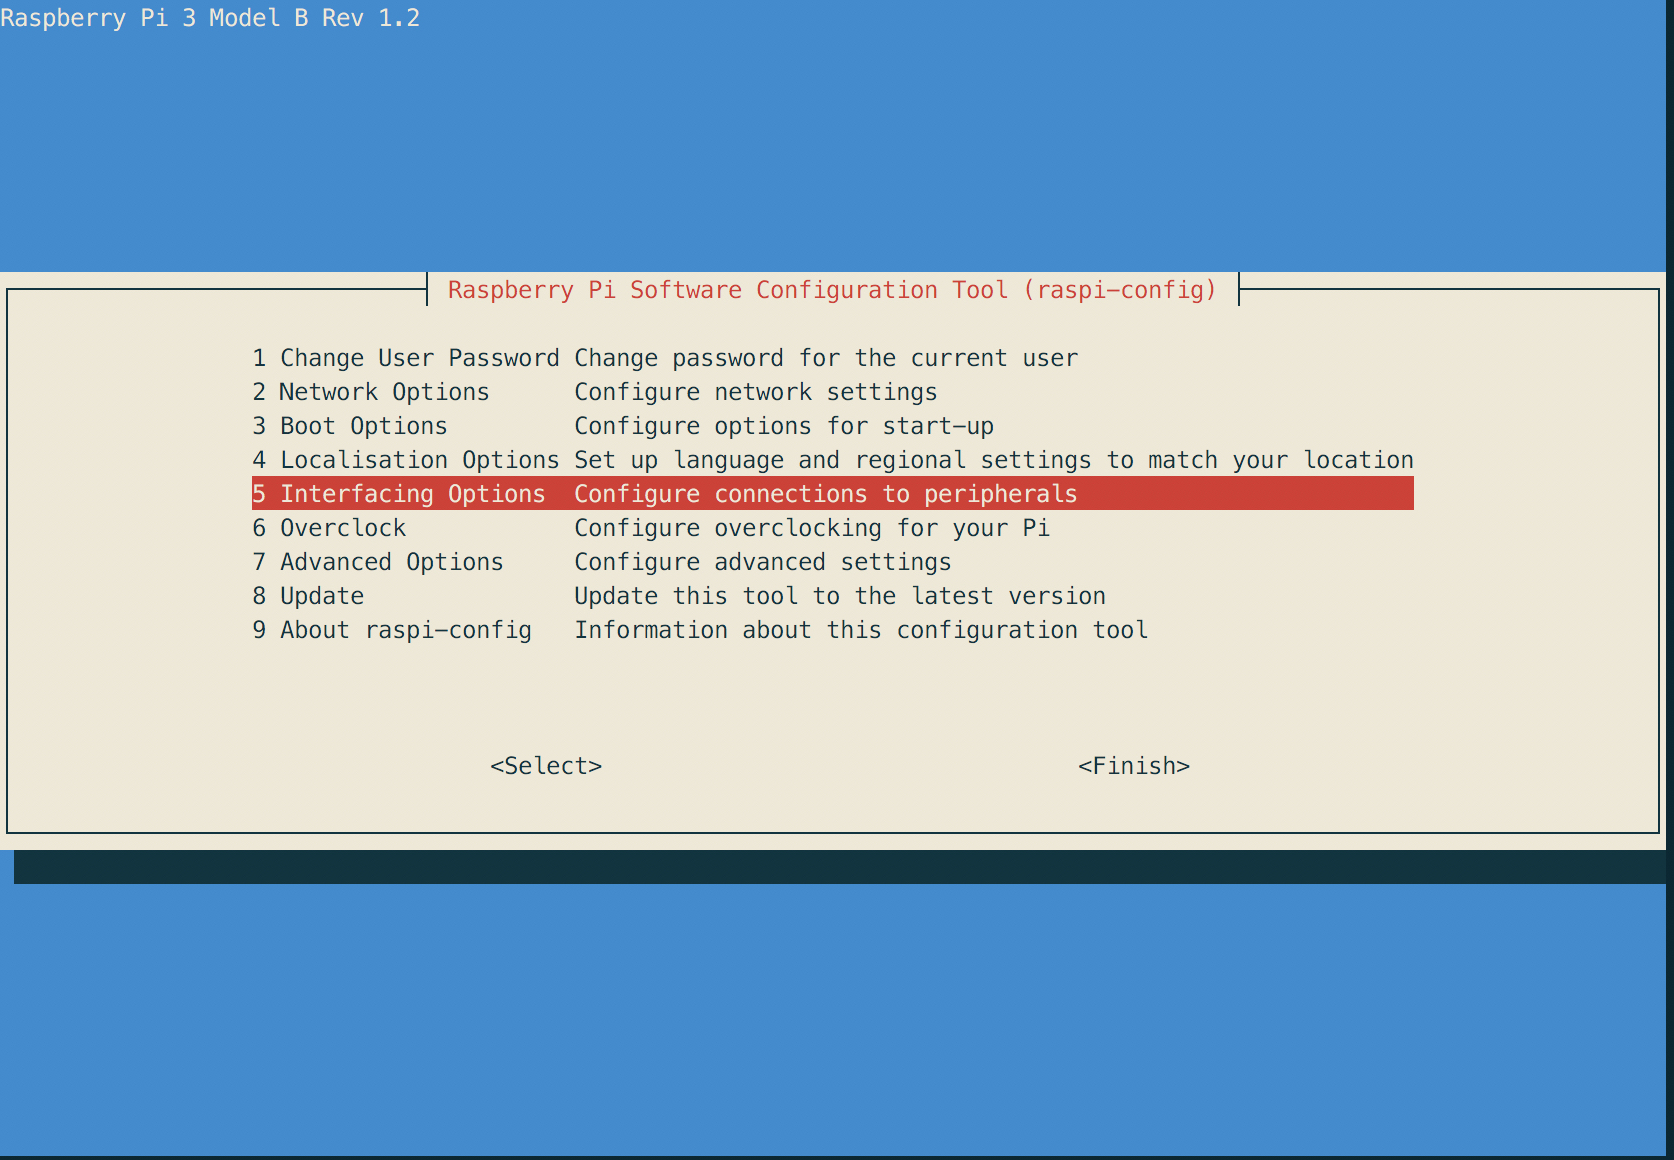 Raspberry Pi 3 Model B Rev 1.2
Raspberry Pi Software Configuration Tool (raspi-config)
1 Change User Password Change password for the current user
2 Network Options      Configure network settings
3 Boot Options         Configure options for start-up
4 Localisation Options Set up language and regional settings to match your location
5 Interfacing Options  Configure connections to peripherals
6 Overclock            Configure overclocking for your Pi
7 Advanced Options     Configure advanced settings
8 Update               Update this tool to the latest version
9 About raspi-config   Information about this configuration tool
<Select>                                  <Finish>